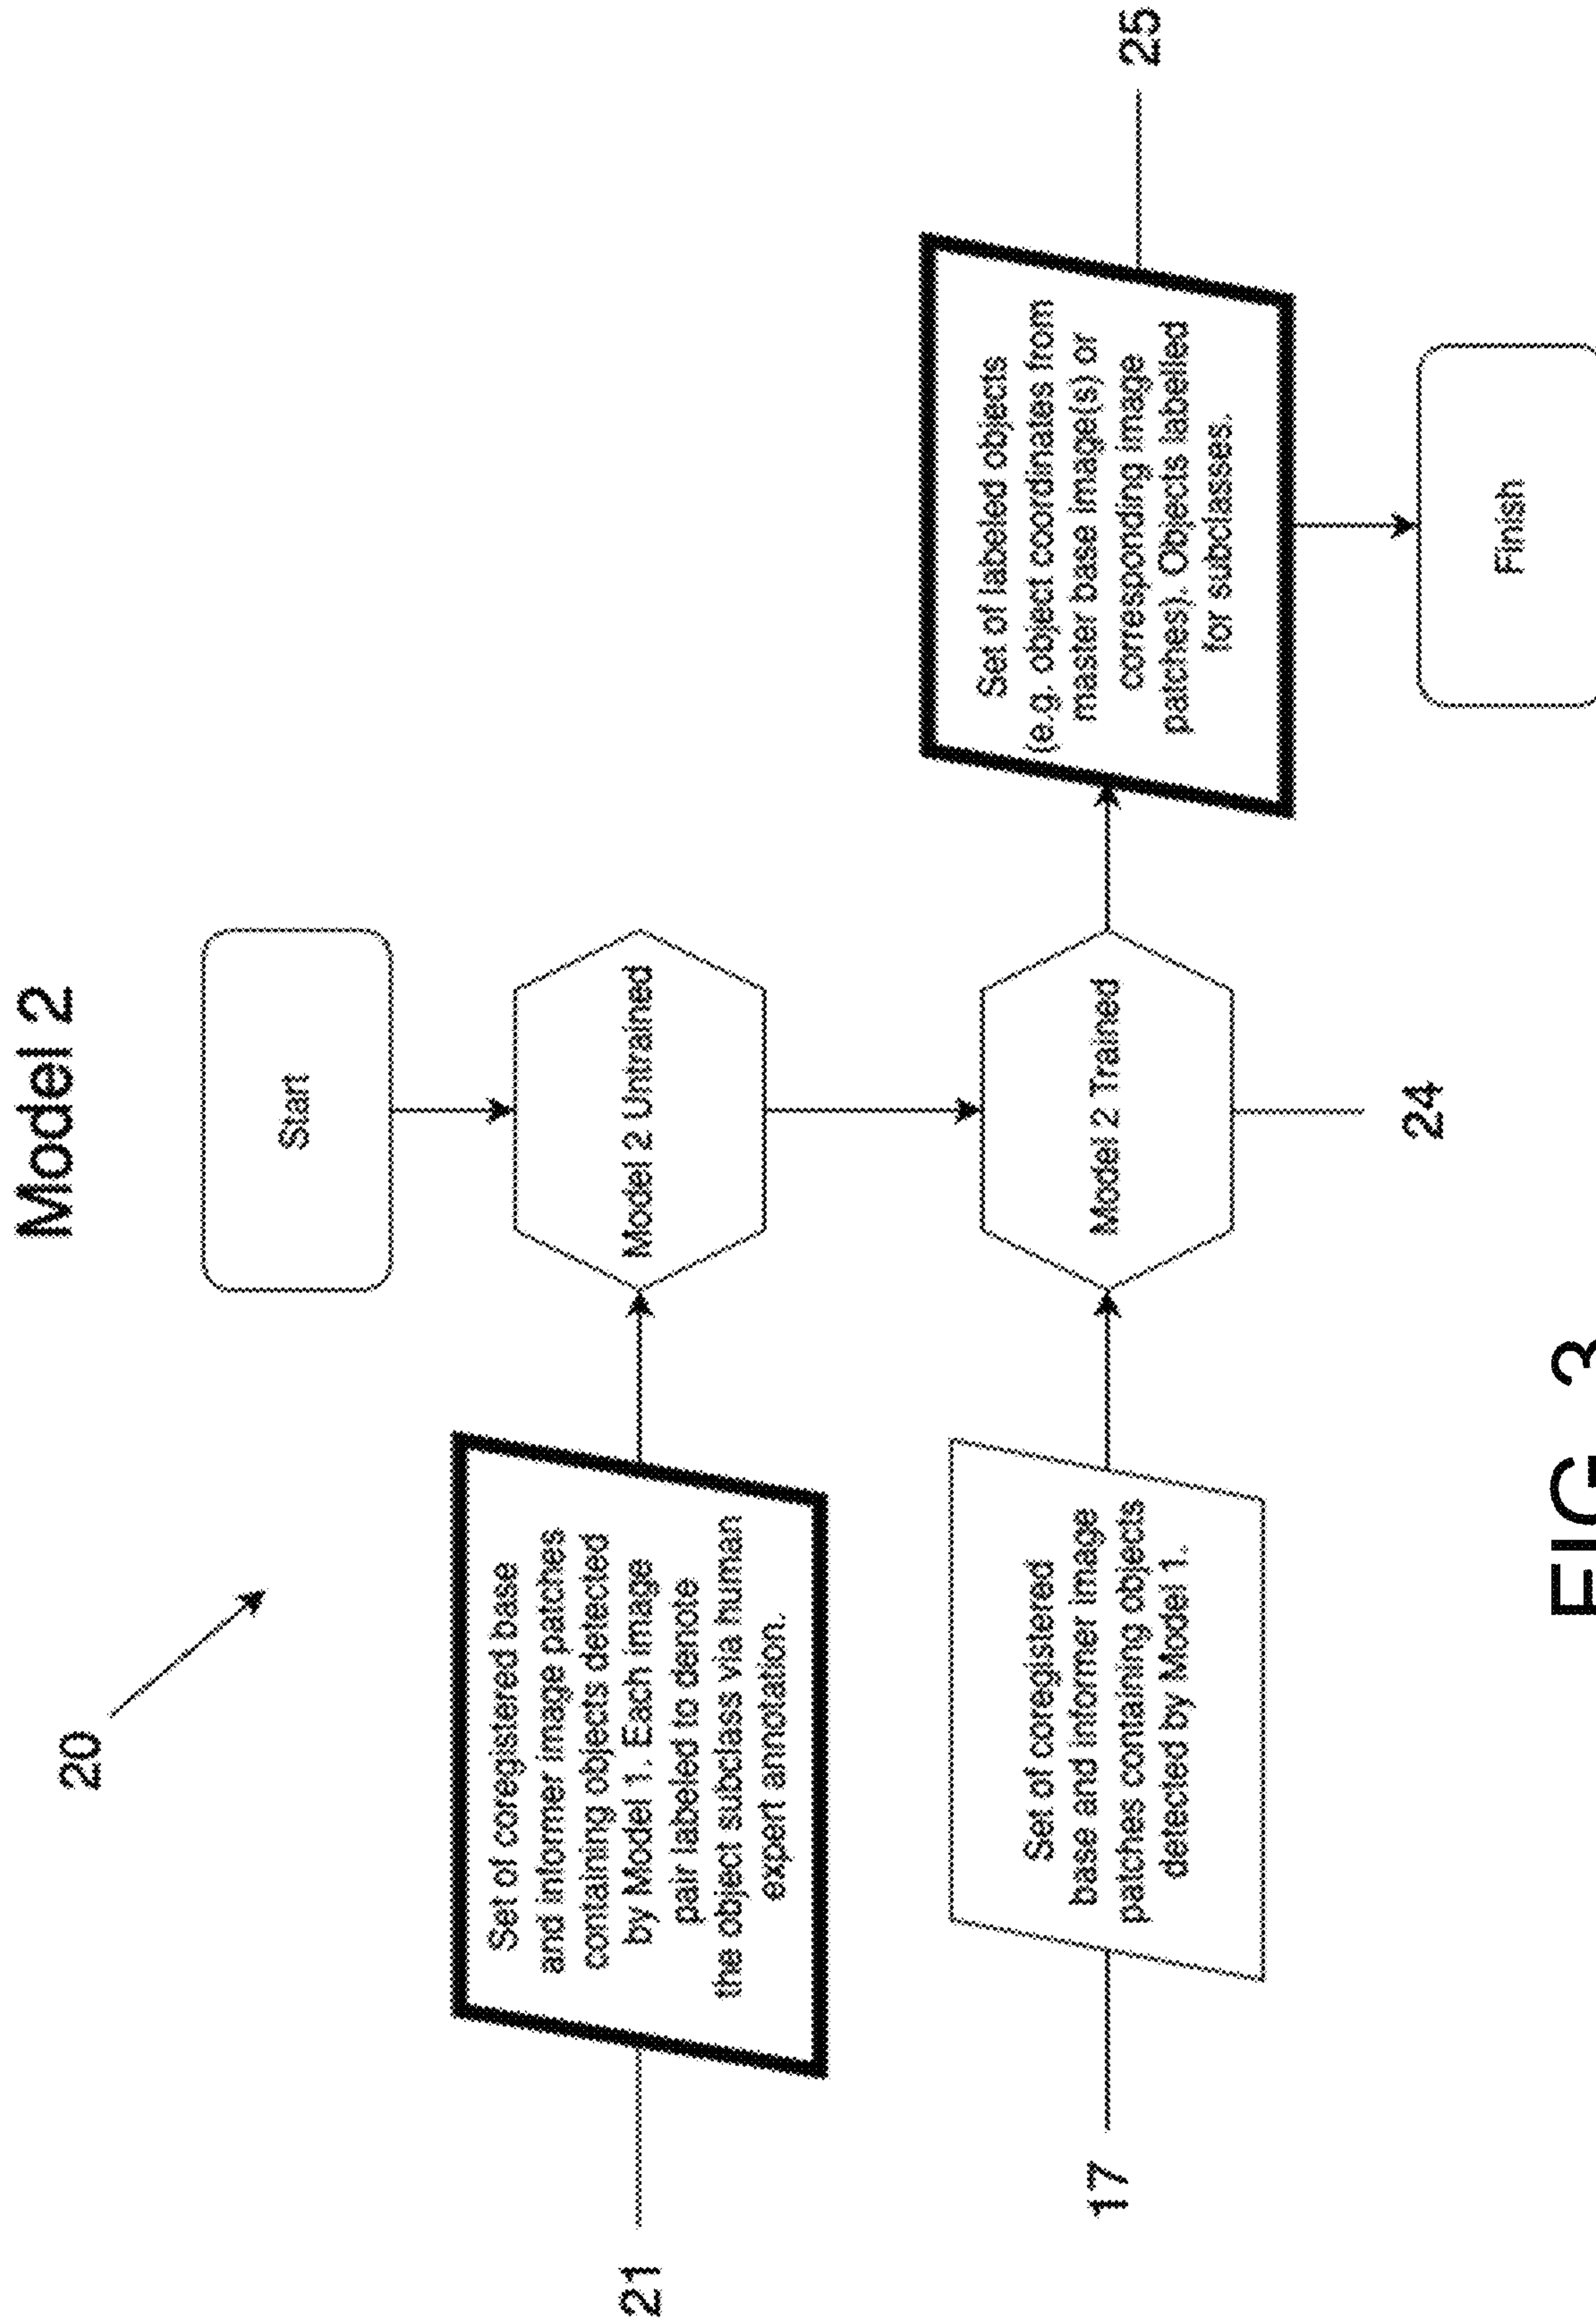 Model 2
20
Start
21
Set of coregistered base
and informer image patches
containing objects detected
by Model 1. Each image
pair labeled to denote
the object subclass via human
expert annotation.
Model 2 Untrained
17
Set of coregistered
base and informer image
patches containing objects
detected by Model 1.
Model 2 Trained
24
Set of labeled objects
(e.g. object coordinates from
master base image(s) or
corresponding image
patches). Objects labelled
for subclasses.
25
Finish
FIG. 3